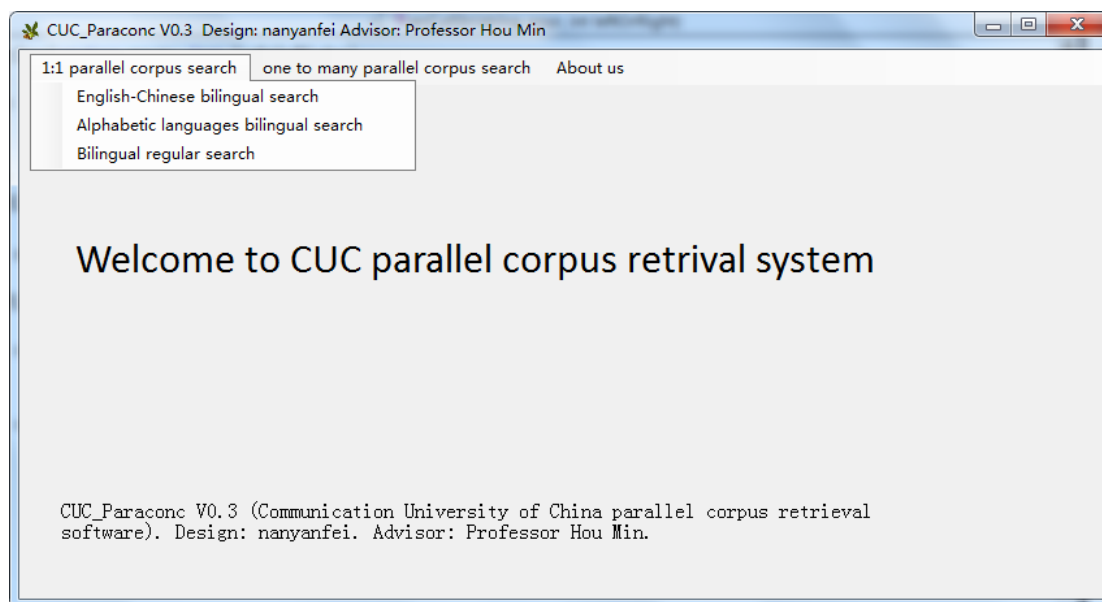 CUC_Paraconc V0.3 Design: nanyanfei Advisor: Professor Hou Min
1:1 parallel corpus search one to many parallel corpus search About us
English-Chinese bilingual search
Alphabetic languages bilingual search
Bilingual regular search
Welcome to CUC parallel corpus retrival system
CUC_Paraconc V0.3 (Communication University of China parallel corpus retrieval
software). Design: nanyanfei. Advisor: Professor Hou Min.